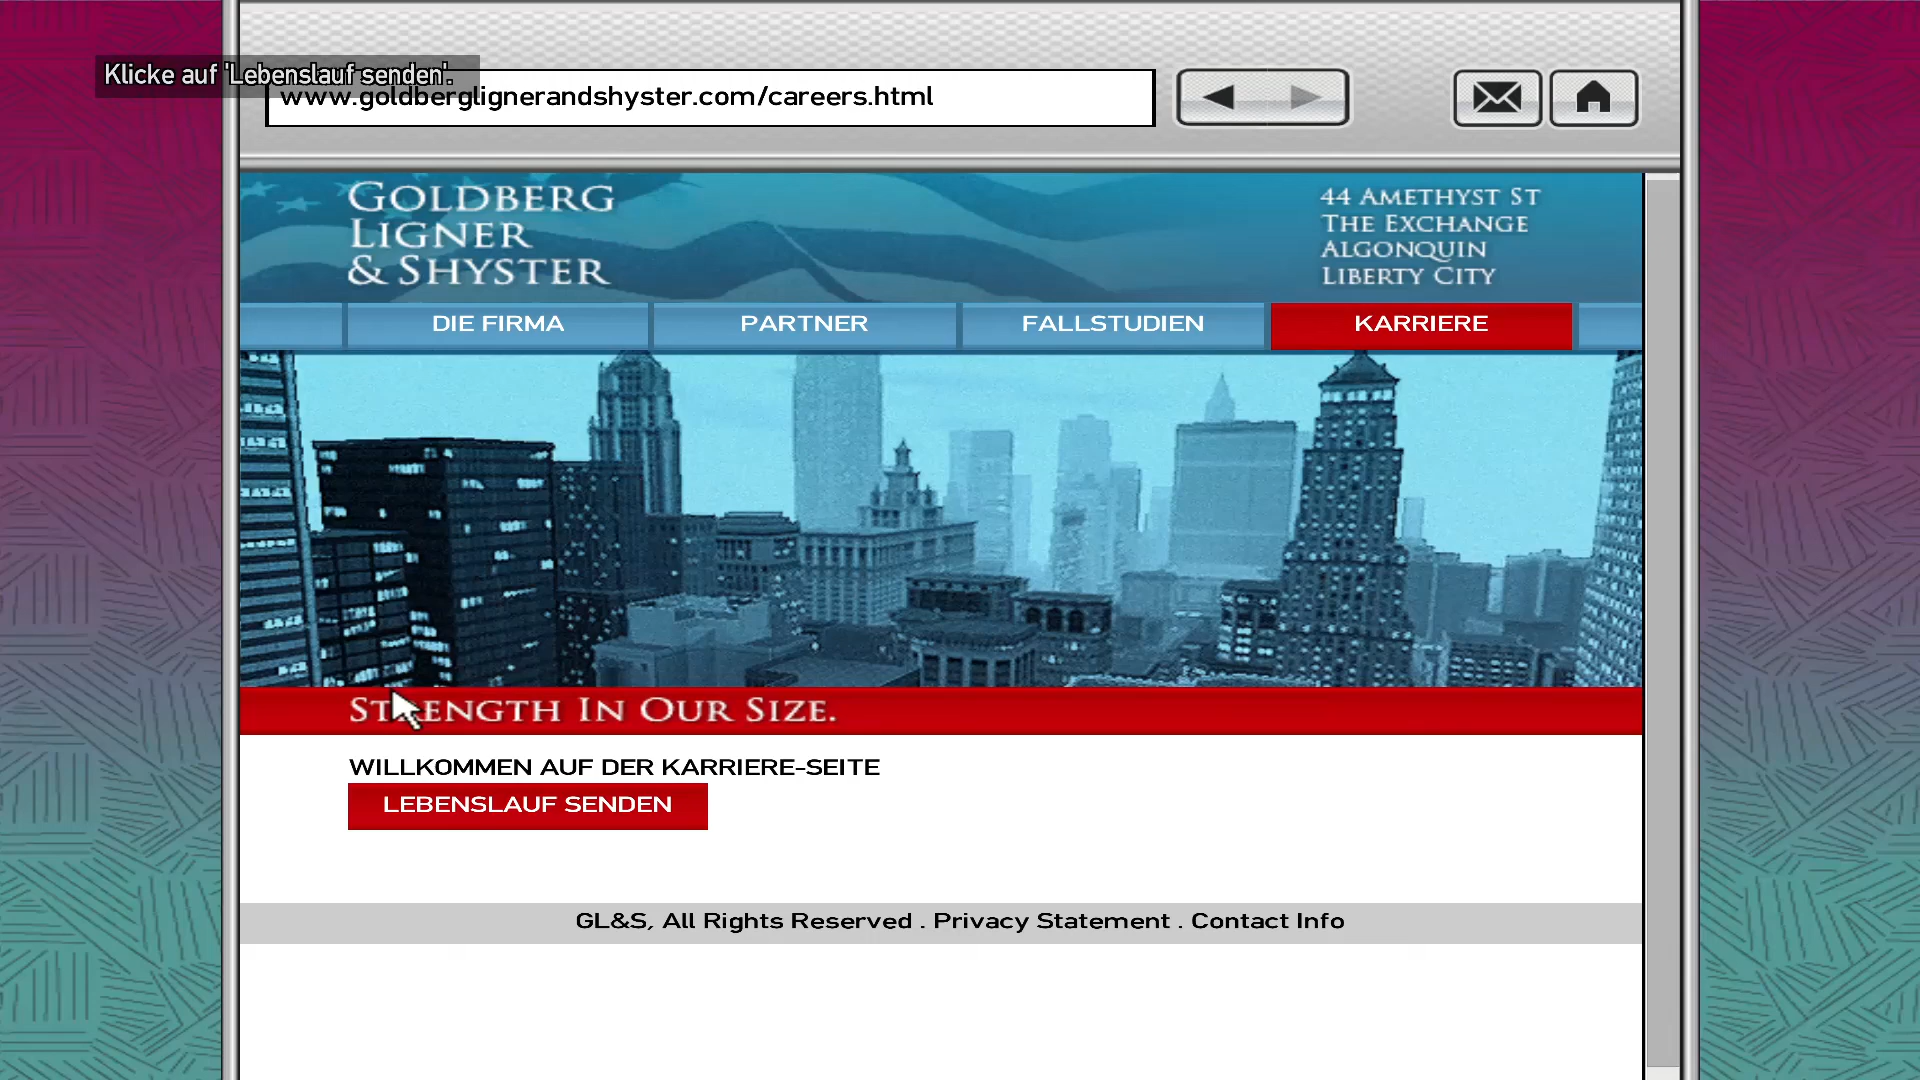 Klicke auf 'Lebenslauf senden'.
www.goldberglignerandshyster.com/careers.html
GOLDBERG
LIGNER
& SHYSTER
44 AMETHYST ST
THE EXCHANGE
ALGONQUIN
LIBERTY CITY
DIE FIRMA
PARTNER
FALLSTUDIEN
KARRIERE
STRENGTH IN OUR SIZE.
WILLKOMMEN AUF DER KARRIERE-SEITE
LEBENSLAUF SENDEN
GL&S, All Rights Reserved . Privacy Statement . Contact Info